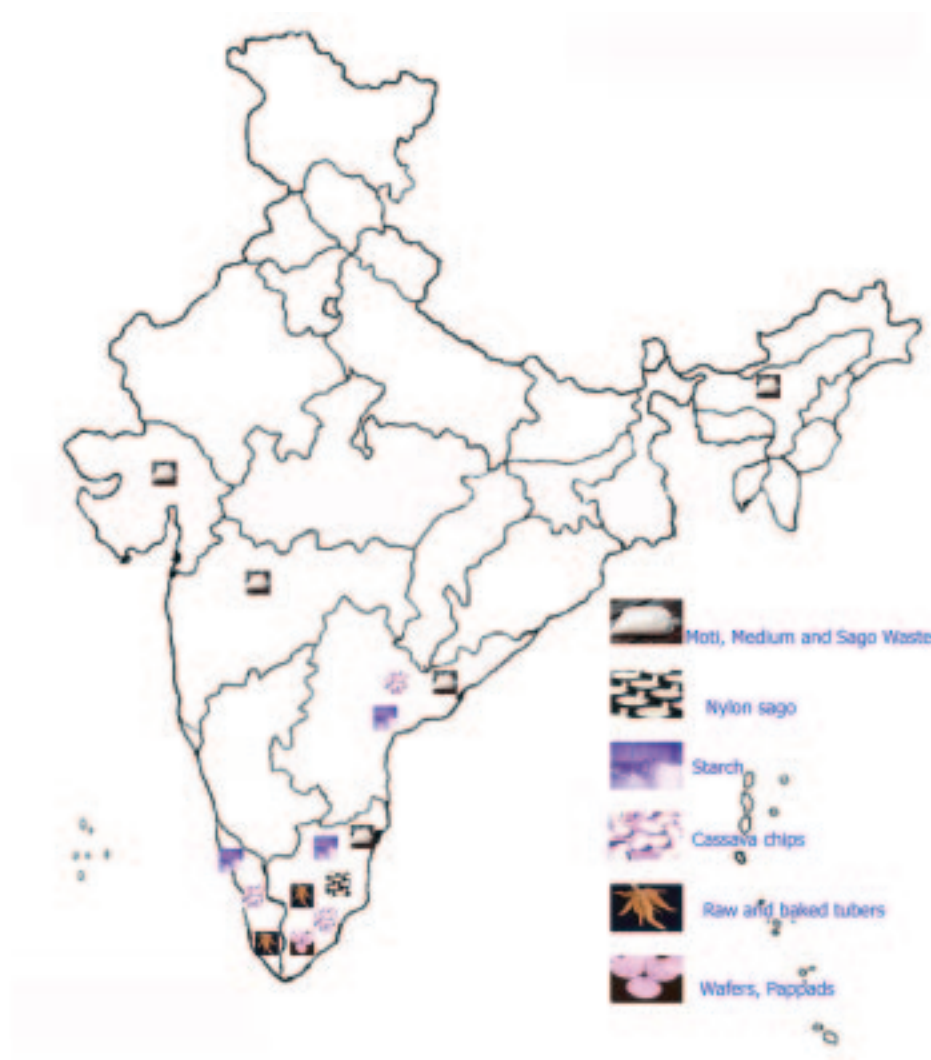 Moti, Medium and Sago Waste
Nylon sago
Starch
Cassava chips
Raw and baked tubers
Wafers, Pappads